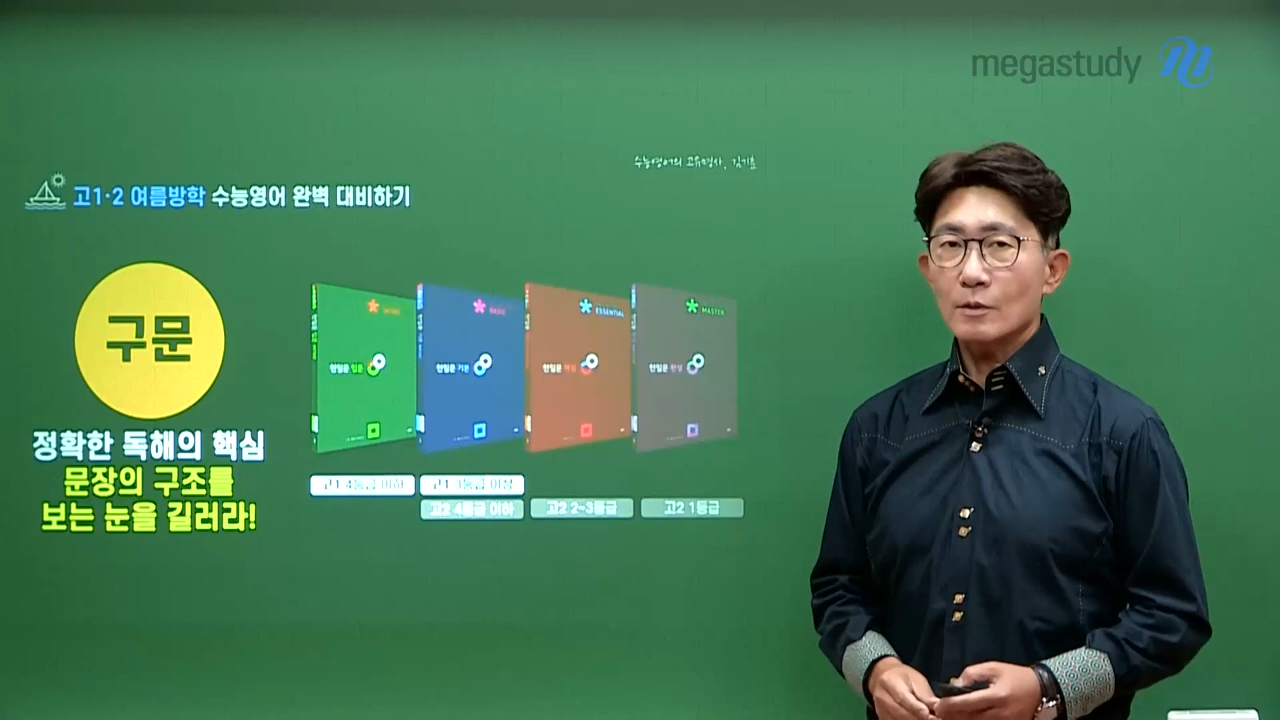 megastudy
수능영어의 고유명사, 김기훈
고1·2 여름방학 수능영어 완벽 대비하기
구문
정확한 독해의 핵심
문장의 구조를
보는 눈을 길러라!
BASIC
ESSENTIAL
MASTER
천일문 입문
천일문 기본
천일문 핵심
천일문 완성
고1 4등급 이하
고1 3등급 이상
고2 4등급 이하
고2 2~3등급
고2 1등급